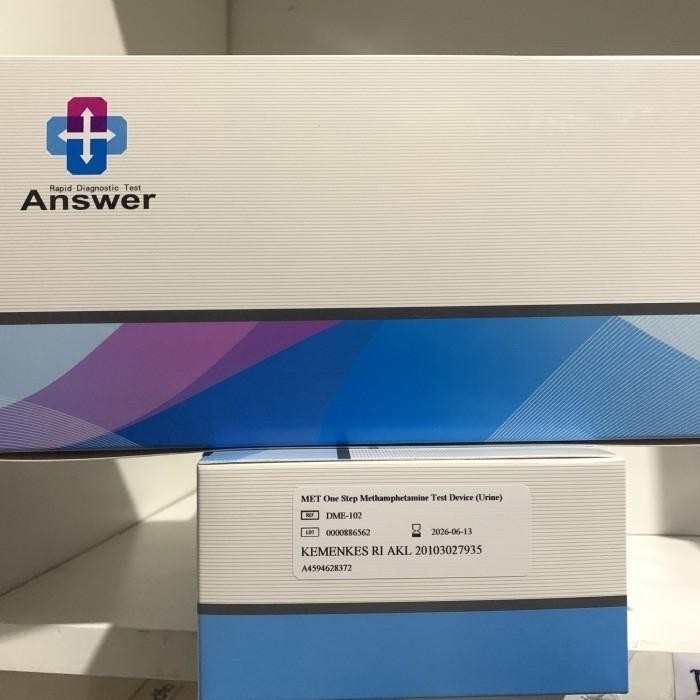 Rapid Diagnostic Test
Answer
MET One Step Methamphetamine Test Device (Urine)
REF DME-102
LOT 0000886562 2026-06-13
KEMENKES RI AKL 20103027935
A4594628372